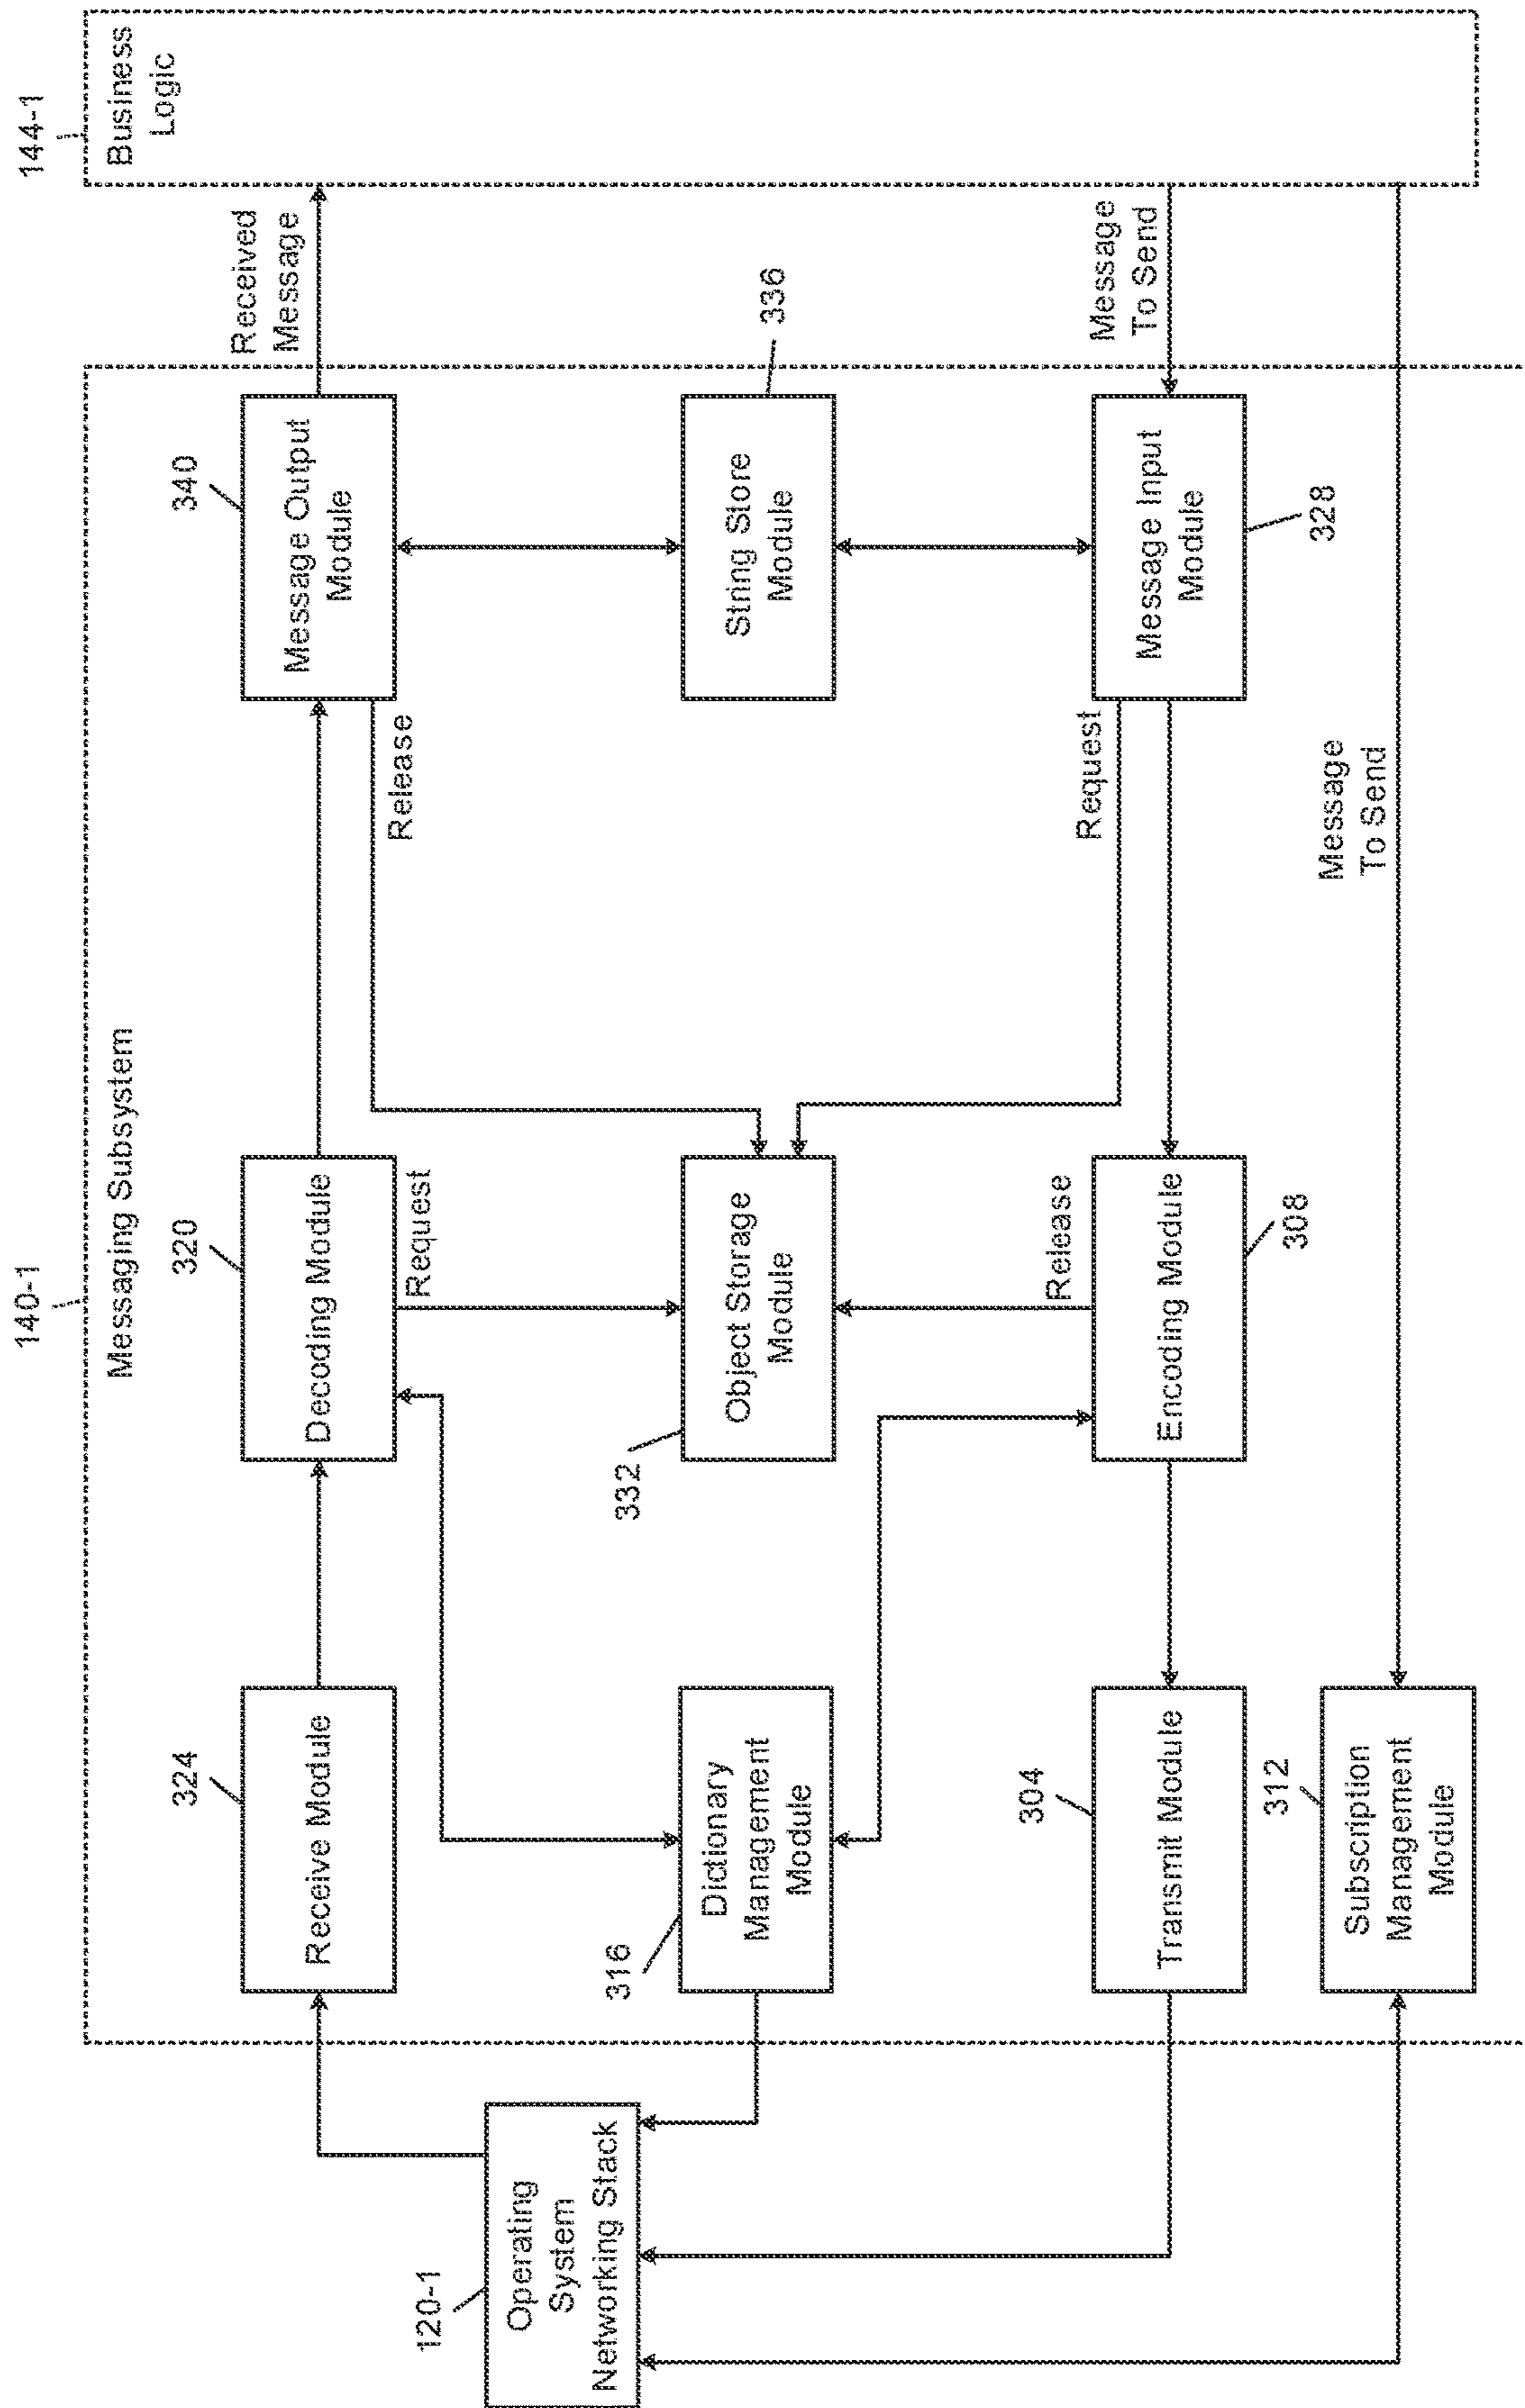 140-1
144-1
Messaging Subsystem
Business
Logic
120-1
Operating
System
Networking Stack
324
Receive Module
320
Decoding Module
340
Message Output
Module
Received
Message
Request
Release
316
Dictionary
Management
Module
332
Object Storage
Module
336
String Store
Module
Release
Request
304
Transmit Module
308
Encoding Module
328
Message Input
Module
Message
To Send
312
Subscription
Management
Module
Message
To Send